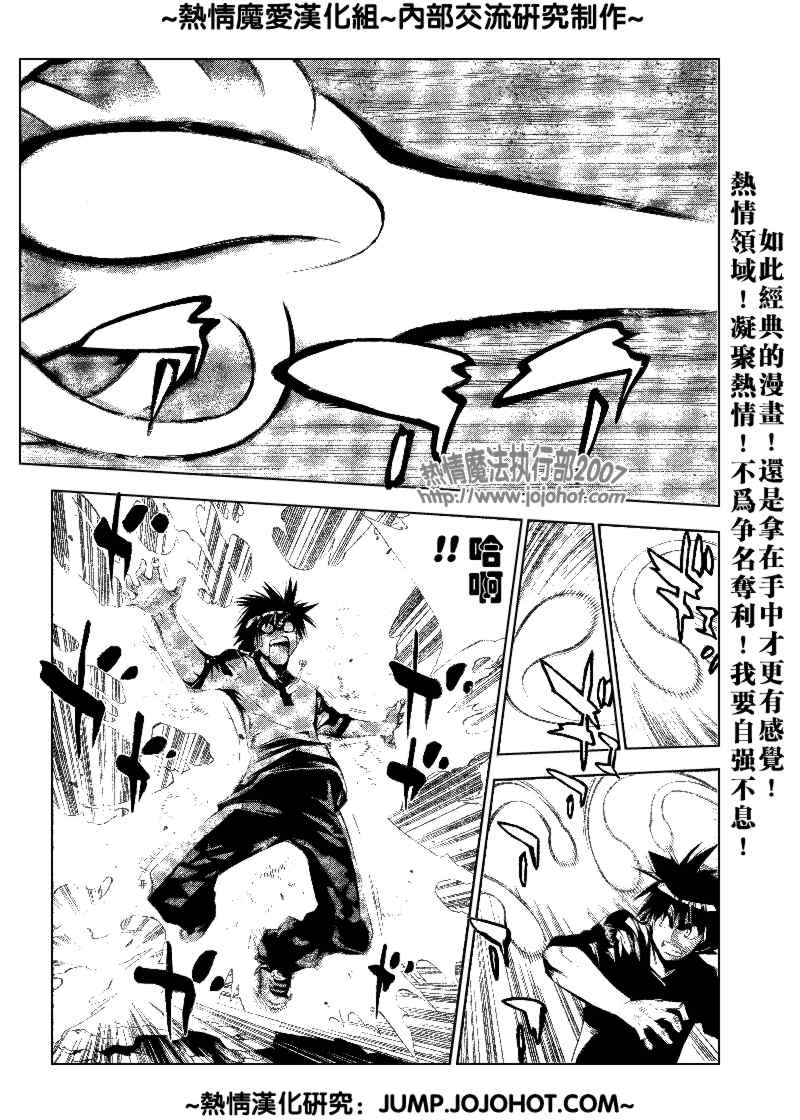 ~熱情魔愛漢化組~內部交流研究制作~
如此經典的漫畫！還是拿在手中才更有感覺！
熱情領域！凝聚熱情！不爲争名奪利！我要自强不息！
熱情魔法执行部2007
http://www.jojohot.com
哈啊!!
~熱情漢化研究：JUMP.JOJOHOT.COM~